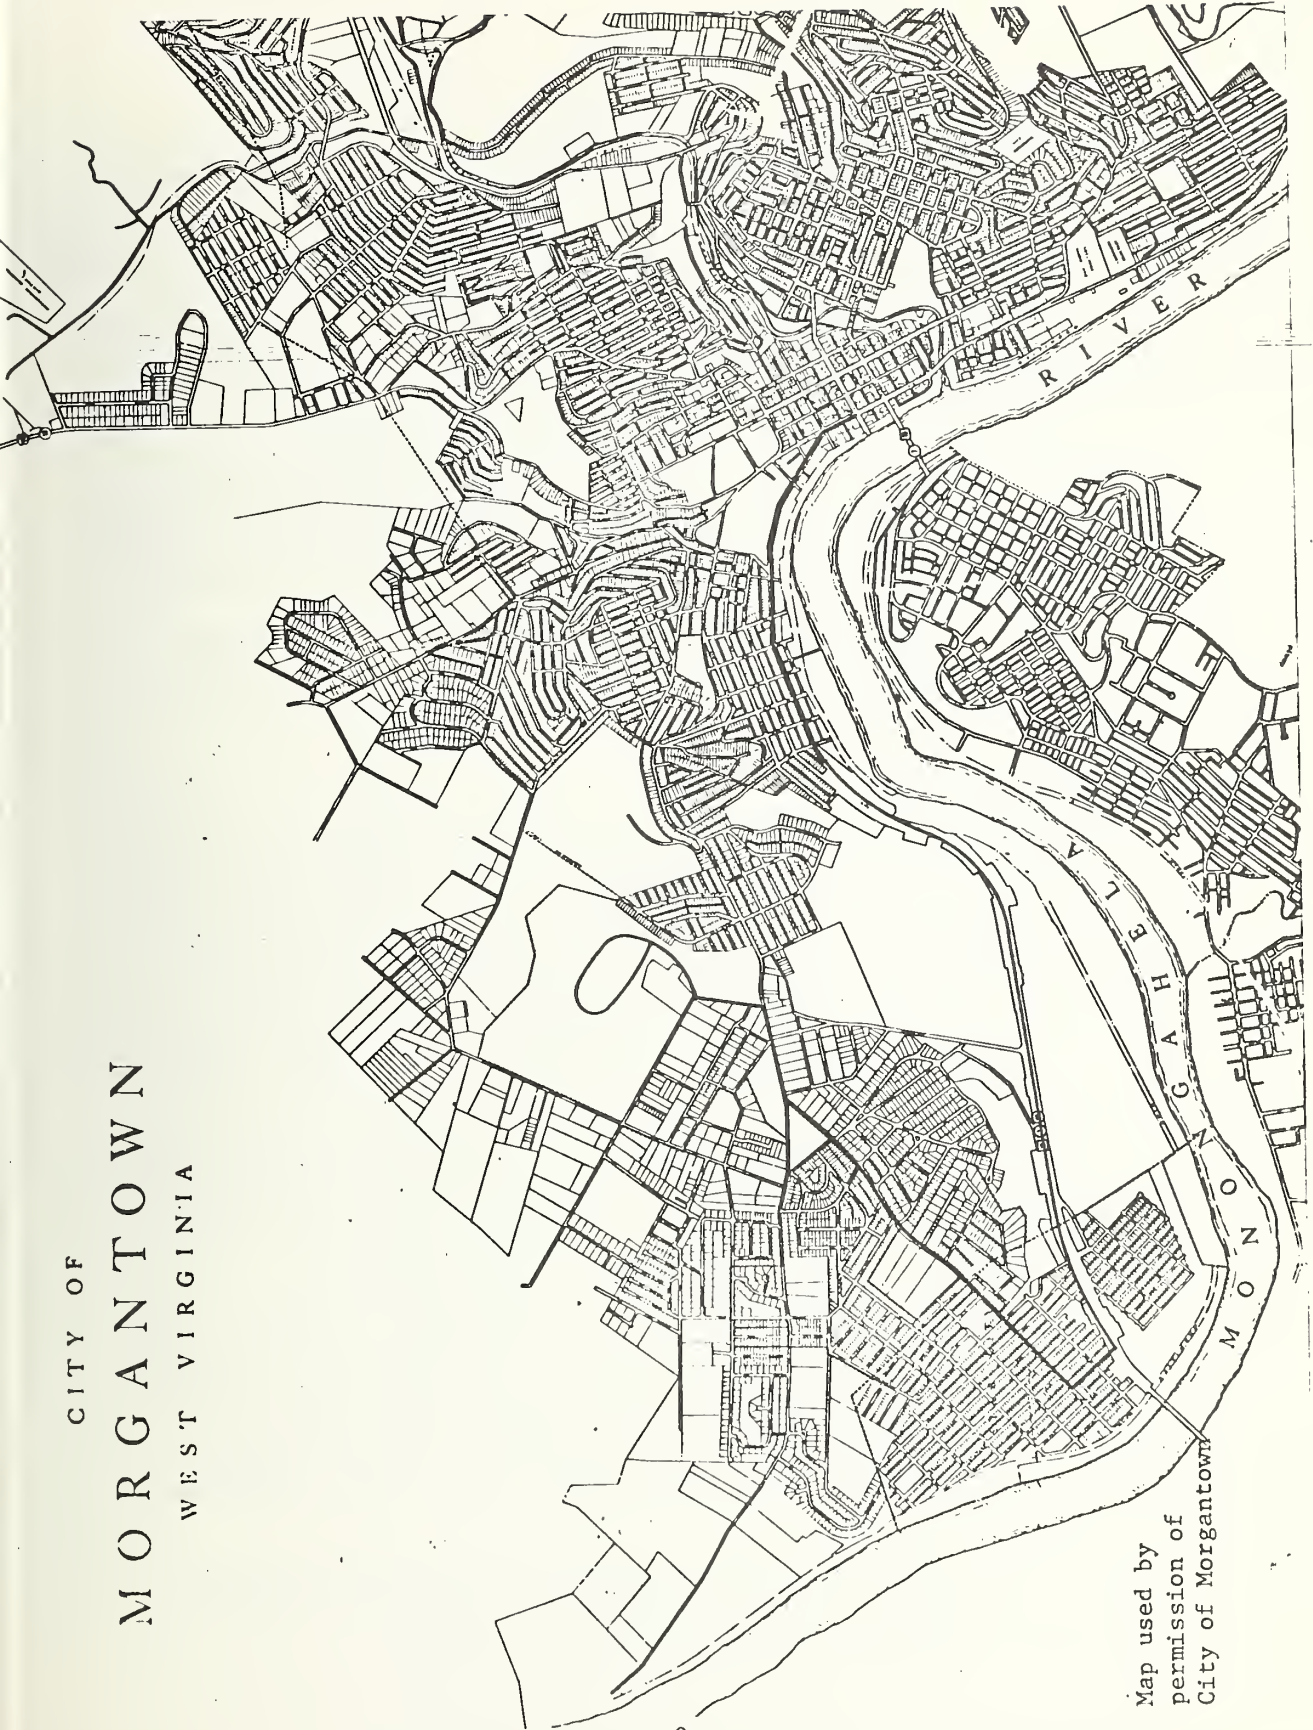 CITY OF
MORGANTOWN
WEST VIRGINIA
MONONGAHELA RIVER
Map used by
permission of
City of Morgantown